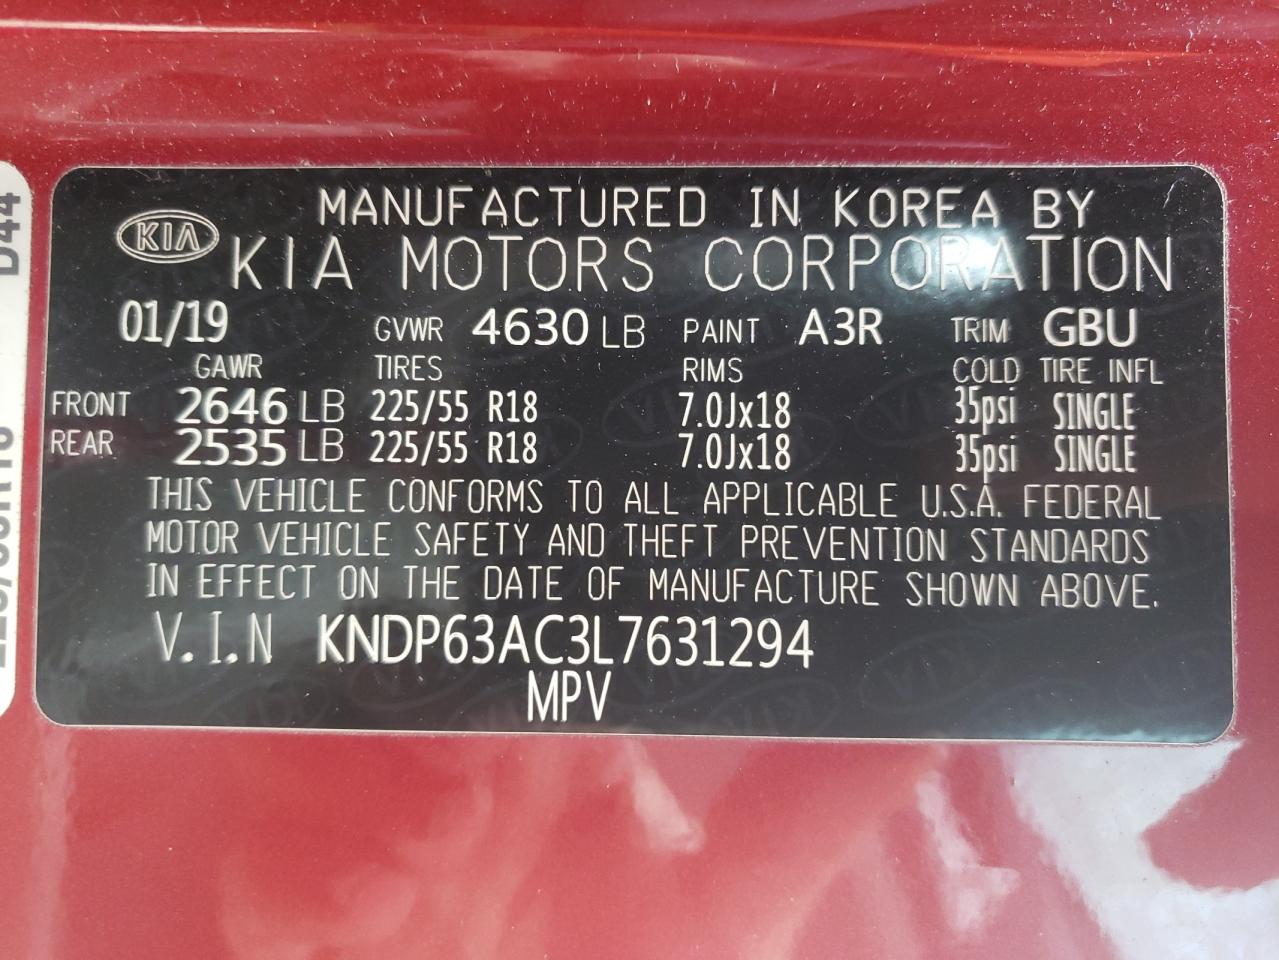 MANUFACTURED IN KOREA BY
KIA KIA MOTORS CORPORATION
01/19 GVWR 4630 LB PAINT A3R TRIM GBU
GAWR TIRES RIMS COLD TIRE INFL
FRONT 2646 LB 225/55 R18 7.0Jx18 35psi SINGLE
REAR 2535 LB 225/55 R18 7.0Jx18 35psi SINGLE
THIS VEHICLE CONFORMS TO ALL APPLICABLE U.S.A. FEDERAL
MOTOR VEHICLE SAFETY AND THEFT PREVENTION STANDARDS
IN EFFECT ON THE DATE OF MANUFACTURE SHOWN ABOVE.
V.I.N KNDP63AC3L7631294
MPV
D44